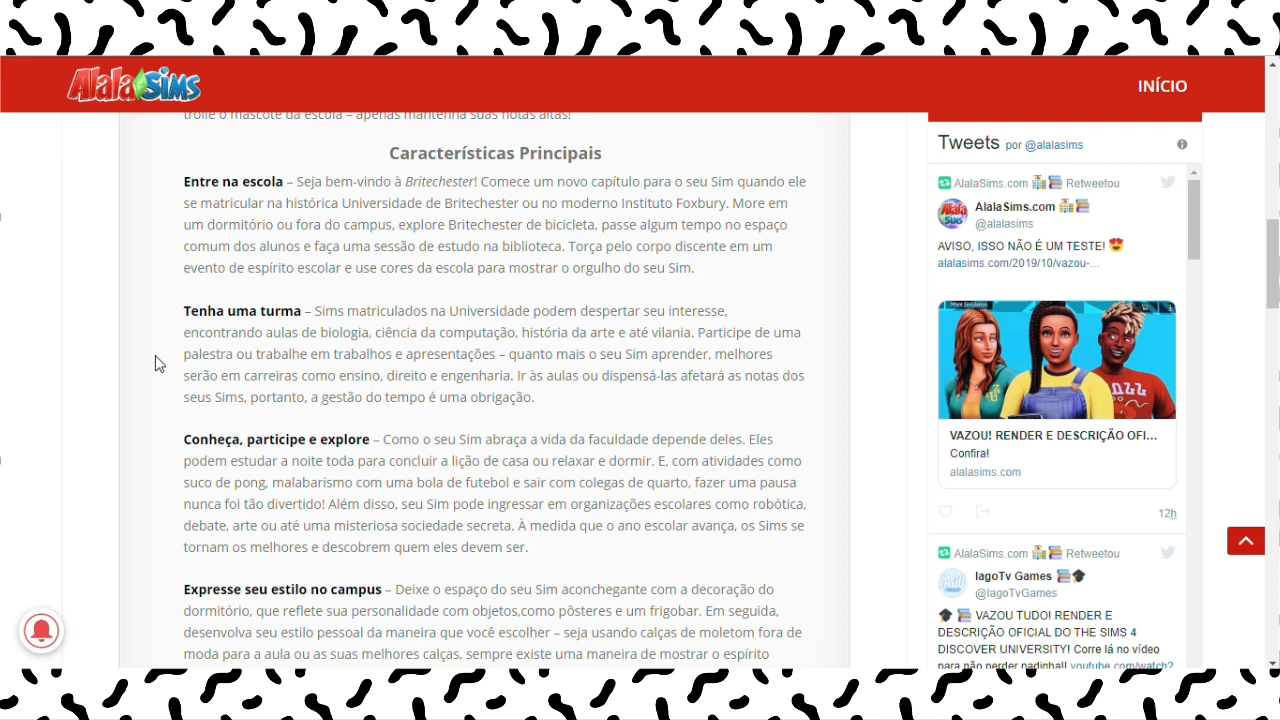 Alala Sims
INÍCIO
trolle o mascote da escola – apenas mantenha suas notas altas!
Características Principais
Entre na escola – Seja bem-vindo à Britechester! Comece um novo capítulo para o seu Sim quando ele
se matricular na histórica Universidade de Britechester ou no moderno Instituto Foxbury. More em
um dormitório ou fora do campus, explore Britechester de bicicleta, passe algum tempo no espaço
comum dos alunos e faça uma sessão de estudo na biblioteca. Torça pelo corpo discente em um
evento de espírito escolar e use cores da escola para mostrar o orgulho do seu Sim.
Tenha uma turma – Sims matriculados na Universidade podem despertar seu interesse,
encontrando aulas de biologia, ciência da computação, história da arte e até vilania. Participe de uma
palestra ou trabalhe em trabalhos e apresentações – quanto mais o seu Sim aprender, melhores
serão em carreiras como ensino, direito e engenharia. Ir às aulas ou dispensá-las afetará as notas dos
seus Sims, portanto, a gestão do tempo é uma obrigação.
Conheça, participe e explore – Como o seu Sim abraça a vida da faculdade depende deles. Eles
podem estudar a noite toda para concluir a lição de casa ou relaxar e dormir. E, com atividades como
suco de pong, malabarismo com uma bola de futebol e sair com colegas de quarto, fazer uma pausa
nunca foi tão divertido! Além disso, seu Sim pode ingressar em organizações escolares como robótica,
debate, arte ou até uma misteriosa sociedade secreta. À medida que o ano escolar avança, os Sims se
tornam os melhores e descobrem quem eles devem ser.
Expresse seu estilo no campus – Deixe o espaço do seu Sim aconchegante com a decoração do
dormitório, que reflete sua personalidade com objetos,como pôsteres e um frigobar. Em seguida,
desenvolva seu estilo pessoal da maneira que você escolher – seja usando calças de moletom fora de
moda para a aula ou as suas melhores calças, sempre existe uma maneira de mostrar o espírito
Tweets por @alalasims
AlalaSims.com Retweetou
AlalaSims.com
@alalasims
AVISO, ISSO NÃO É UM TESTE!
alalasims.com/2019/10/vazou-…
VAZOU! RENDER E DESCRIÇÃO OFI...
Confira!
alalasims.com
12h
AlalaSims.com Retweetou
IagoTv Games
@IagoTvGames
VAZOU TUDO! RENDER E
DESCRIÇÃO OFICIAL DO THE SIMS 4
DISCOVER UNIVERSITY! Corre lá no vídeo
para não perder nadinha!! youtube.com/watch?